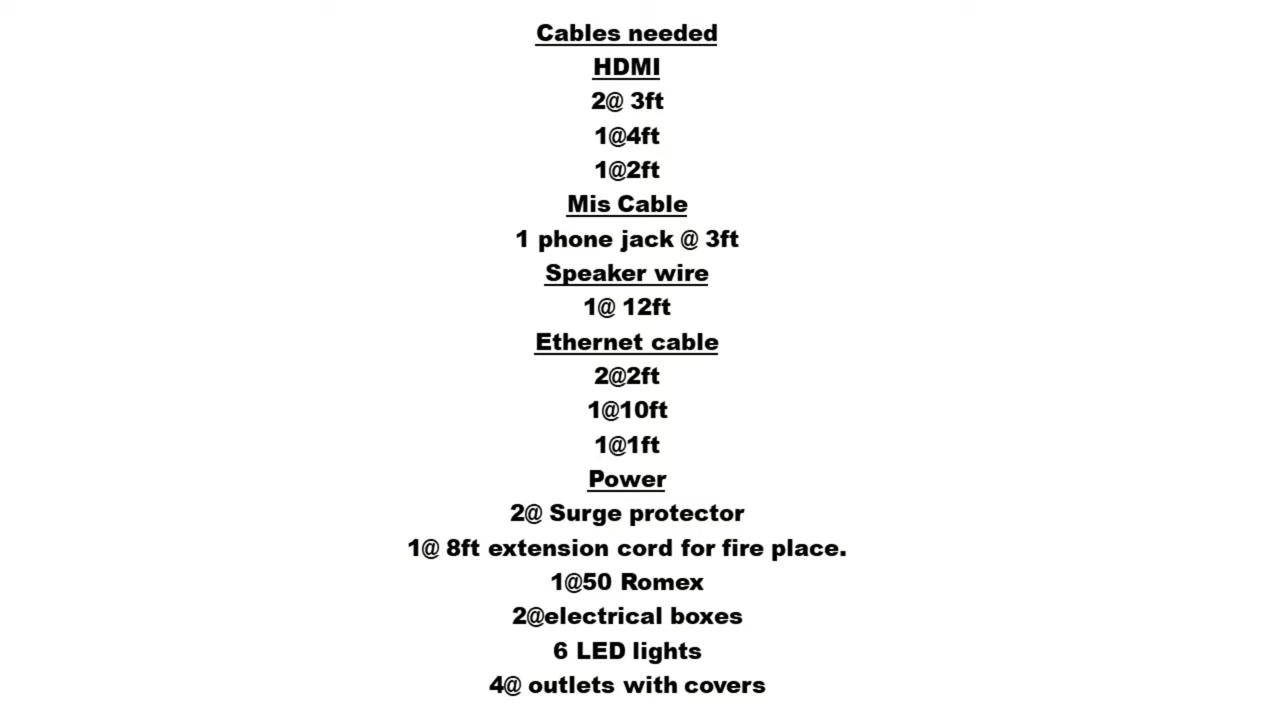 Cables needed
HDMI
2@ 3ft
1@4ft
1@2ft
Mis Cable
1 phone jack @ 3ft
Speaker wire
1@ 12ft
Ethernet cable
2@2ft
1@10ft
1@1ft
Power
2@ Surge protector
1@ 8ft extension cord for fire place.
1@50 Romex
2@electrical boxes
6 LED lights
4@ outlets with covers